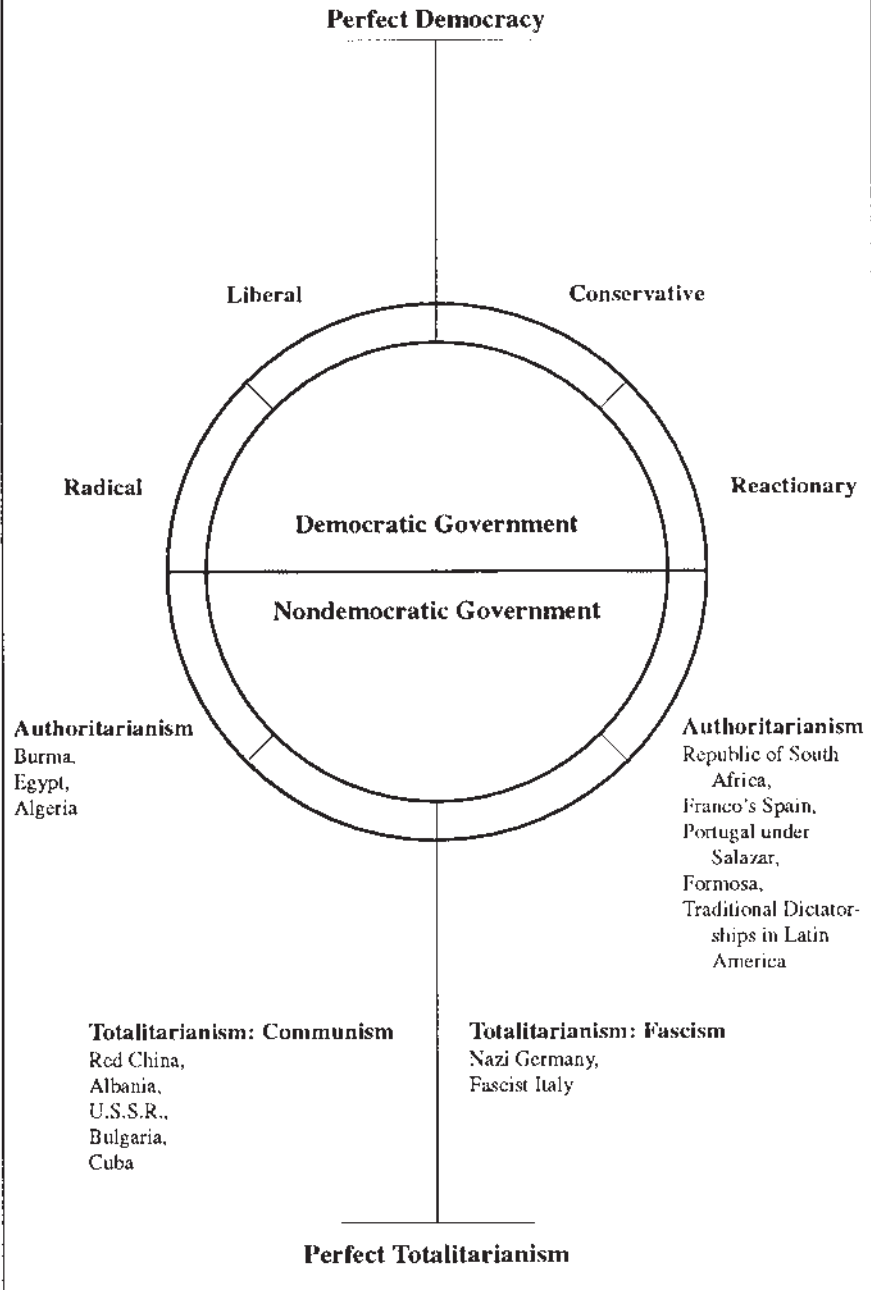 Perfect Democracy
Liberal
Conservative
Radical
Reactionary
Democratic Government
Nondemocratic Government
Authoritarianism
Burma,
Egypt,
Algeria
Authoritarianism
Republic of South
Africa,
Franco's Spain,
Portugal under
Salazar,
Formosa,
Traditional Dictator-
ships in Latin
America
Totalitarianism: Communism
Red China,
Albania,
U.S.S.R.,
Bulgaria,
Cuba
Totalitarianism: Fascism
Nazi Germany,
Fascist Italy
Perfect Totalitarianism